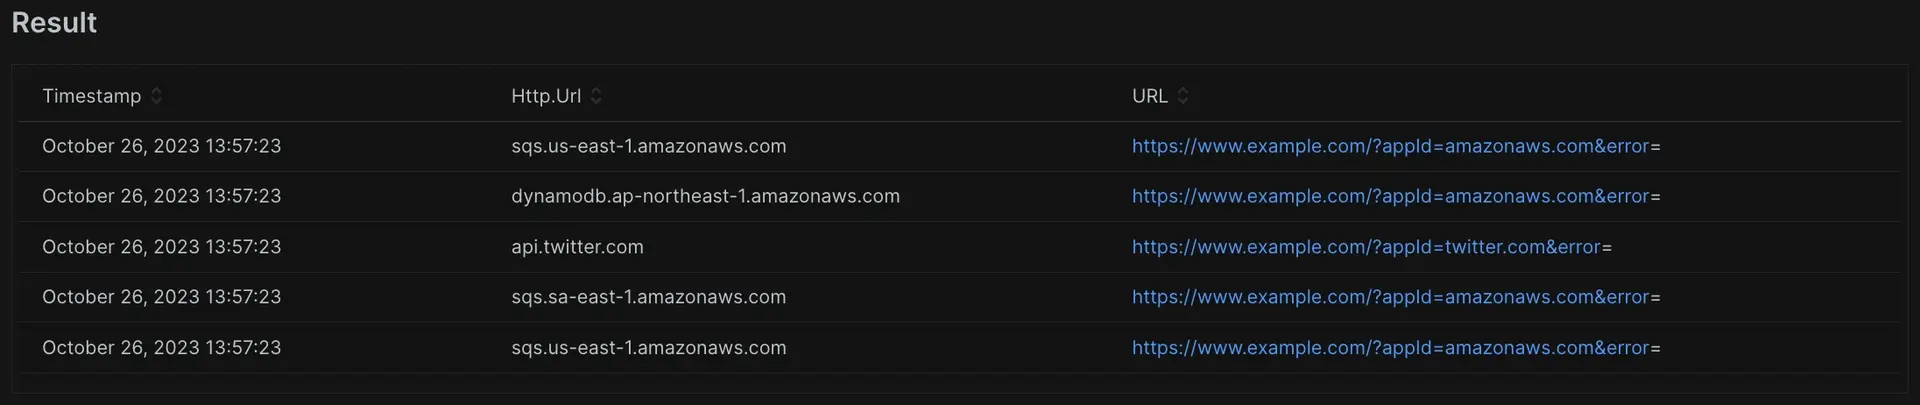 Result
Timestamp Http.Url URL
October 26, 2023 13:57:23 sqs.us-east-1.amazonaws.com https://www.example.com/?appId=amazonaws.com&error=
October 26, 2023 13:57:23 dynamodb.ap-northeast-1.amazonaws.com https://www.example.com/?appId=amazonaws.com&error=
October 26, 2023 13:57:23 api.twitter.com https://www.example.com/?appId=twitter.com&error=
October 26, 2023 13:57:23 sqs.sa-east-1.amazonaws.com https://www.example.com/?appId=amazonaws.com&error=
October 26, 2023 13:57:23 sqs.us-east-1.amazonaws.com https://www.example.com/?appId=amazonaws.com&error=